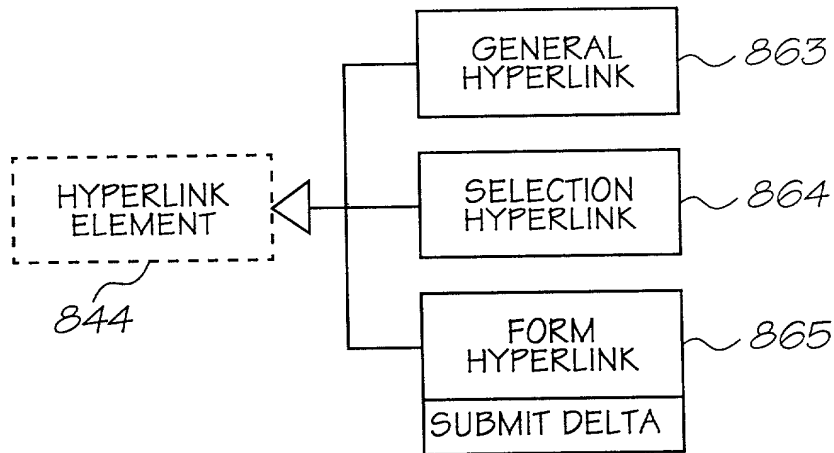 GENERAL
HYPERLINK
863
HYPERLINK
ELEMENT
844
SELECTION
HYPERLINK
864
FORM
HYPERLINK
865
SUBMIT DELTA